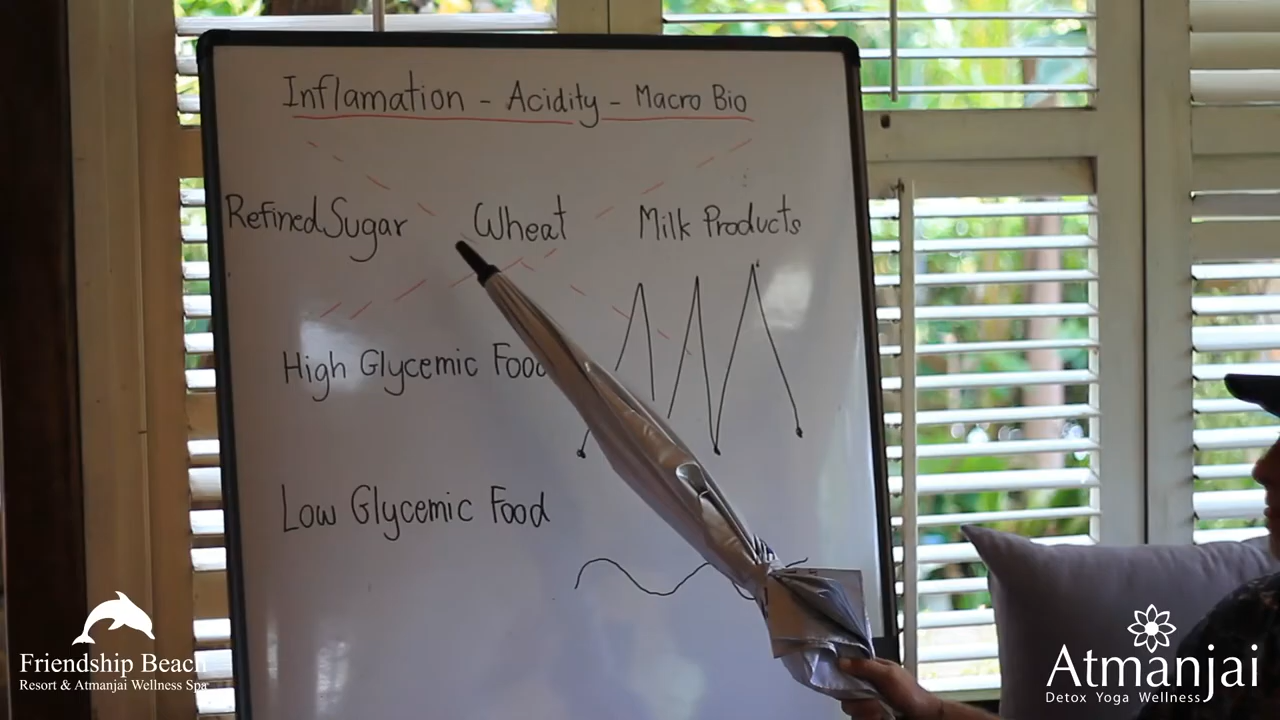 Inflamation - Acidity - Macro Bio
Refined Sugar Wheat Milk Products
High Glycemic Food
Low Glycemic Food
Friendship Beach
Resort & Atmanjai Wellness Spa
Atmanjai
Detox Yoga Wellness